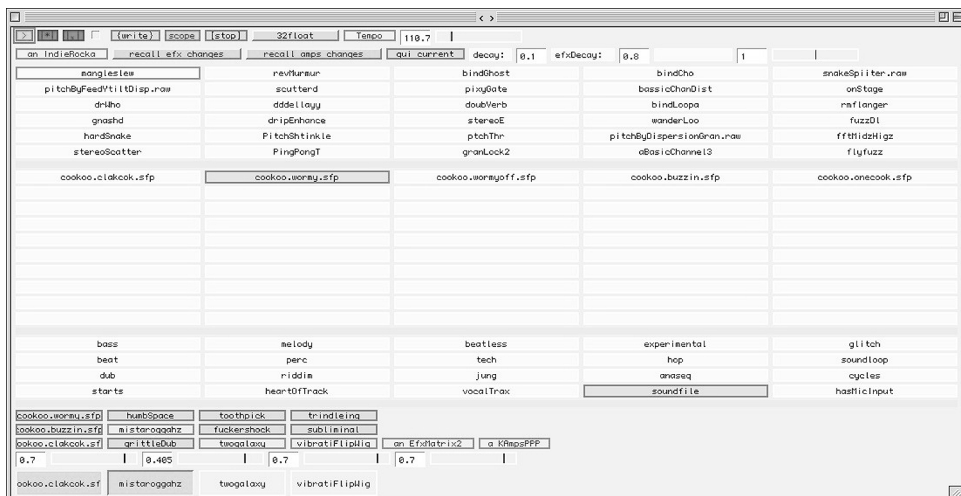 < >
{write} scope [stop] 32float Tempo 110.7
an IndieRocka recall efx changes recall amps changes gui current decay: 0.1 efxDecay: 0.8 1
mangleslew revMurmur bindGhost bindCho snakeSpiiter.raw
pitchByFeedVtiltDisp.raw scutterd pixyGate bassicChanDist onStage
drWho dddellayy doubVerb bindLoopa rmflanger
gnashd dripEnhance stereoE wanderLoo fuzzDl
hardSnake PitchShtinkle ptchThr pitchByDispersionGran.raw fftMidzHigz
stereoScatter PingPongT granLock2 aBasicChannel3 flyfuzz
cookoo.clakcok.sfp cookoo.wormy.sfp cookoo.wormyoff.sfp cookoo.buzzin.sfp cookoo.onecook.sfp
bass melody beatless experimental glitch
beat perc tech hop soundloop
dub riddim jung anaseq cycles
starts heartOfTrack vocalTrax soundfile hasMicInput
cookoo.wormy.sfp humbSpace toothpick trindleing
cookoo.buzzin.sfp mistaroggahz fuckershock subliminal
cookoo.clakcok.sf grittleDub twogalaxy vibratiFlipWig an EfxMatrix2 a KAmpsPPP
0.7 0.405 0.7 0.7
ookoo.clakcok.sf mistaroggahz twogalaxy vibratiFlipWig